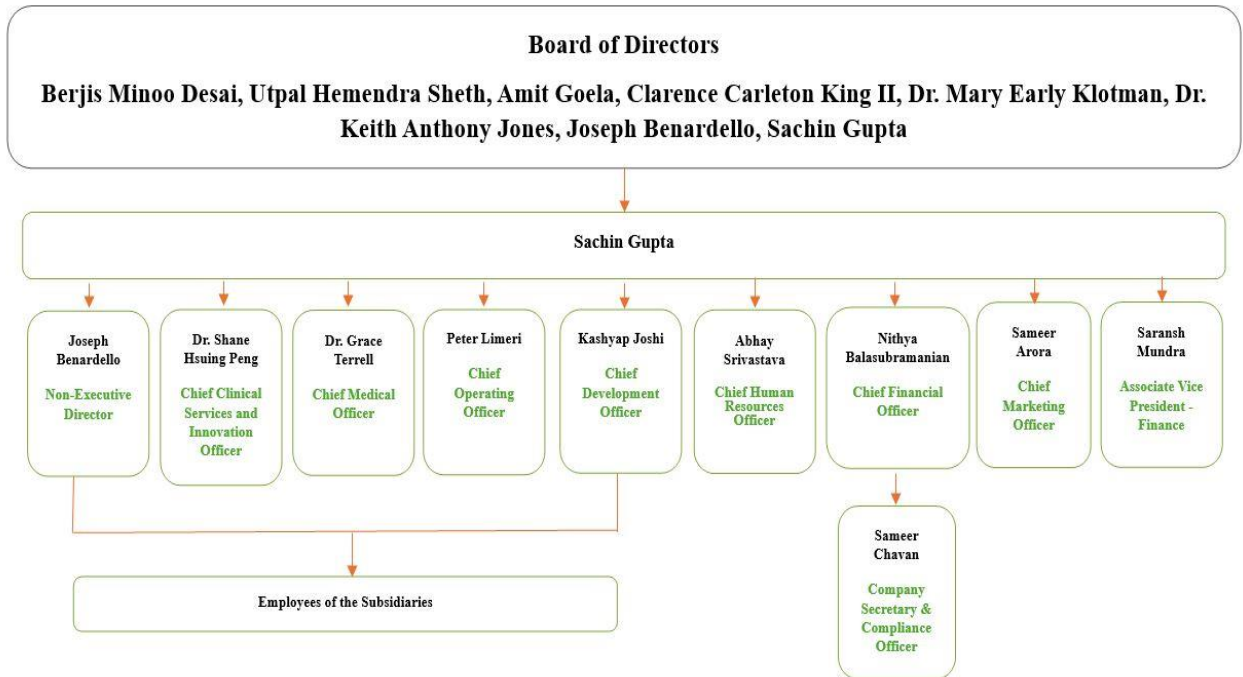 Board of Directors
Berjis Minoo Desai, Utpal Hemendra Sheth, Amit Goela, Clarence Carleton King II, Dr. Mary Early Klotman, Dr.
Keith Anthony Jones, Joseph Benardello, Sachin Gupta
Sachin Gupta
Joseph
Benardello
Non-Executive
Director
Dr. Shane
Hsuing Peng
Chief Clinical
Services and
Innovation
Officer
Dr. Grace
Terrell
Chief Medical
Officer
Peter Limeri
Chief
Operating
Officer
Kashyap Joshi
Chief
Development
Officer
Abhay
Srivastava
Chief Human
Resources
Officer
Nithya
Balasubramanian
Chief Financial
Officer
Sameer
Arora
Chief
Marketing
Officer
Saransh
Mundra
Associate Vice
President -
Finance
Employees of the Subsidiaries
Sameer
Chavan
Company
Secretary &
Compliance
Officer